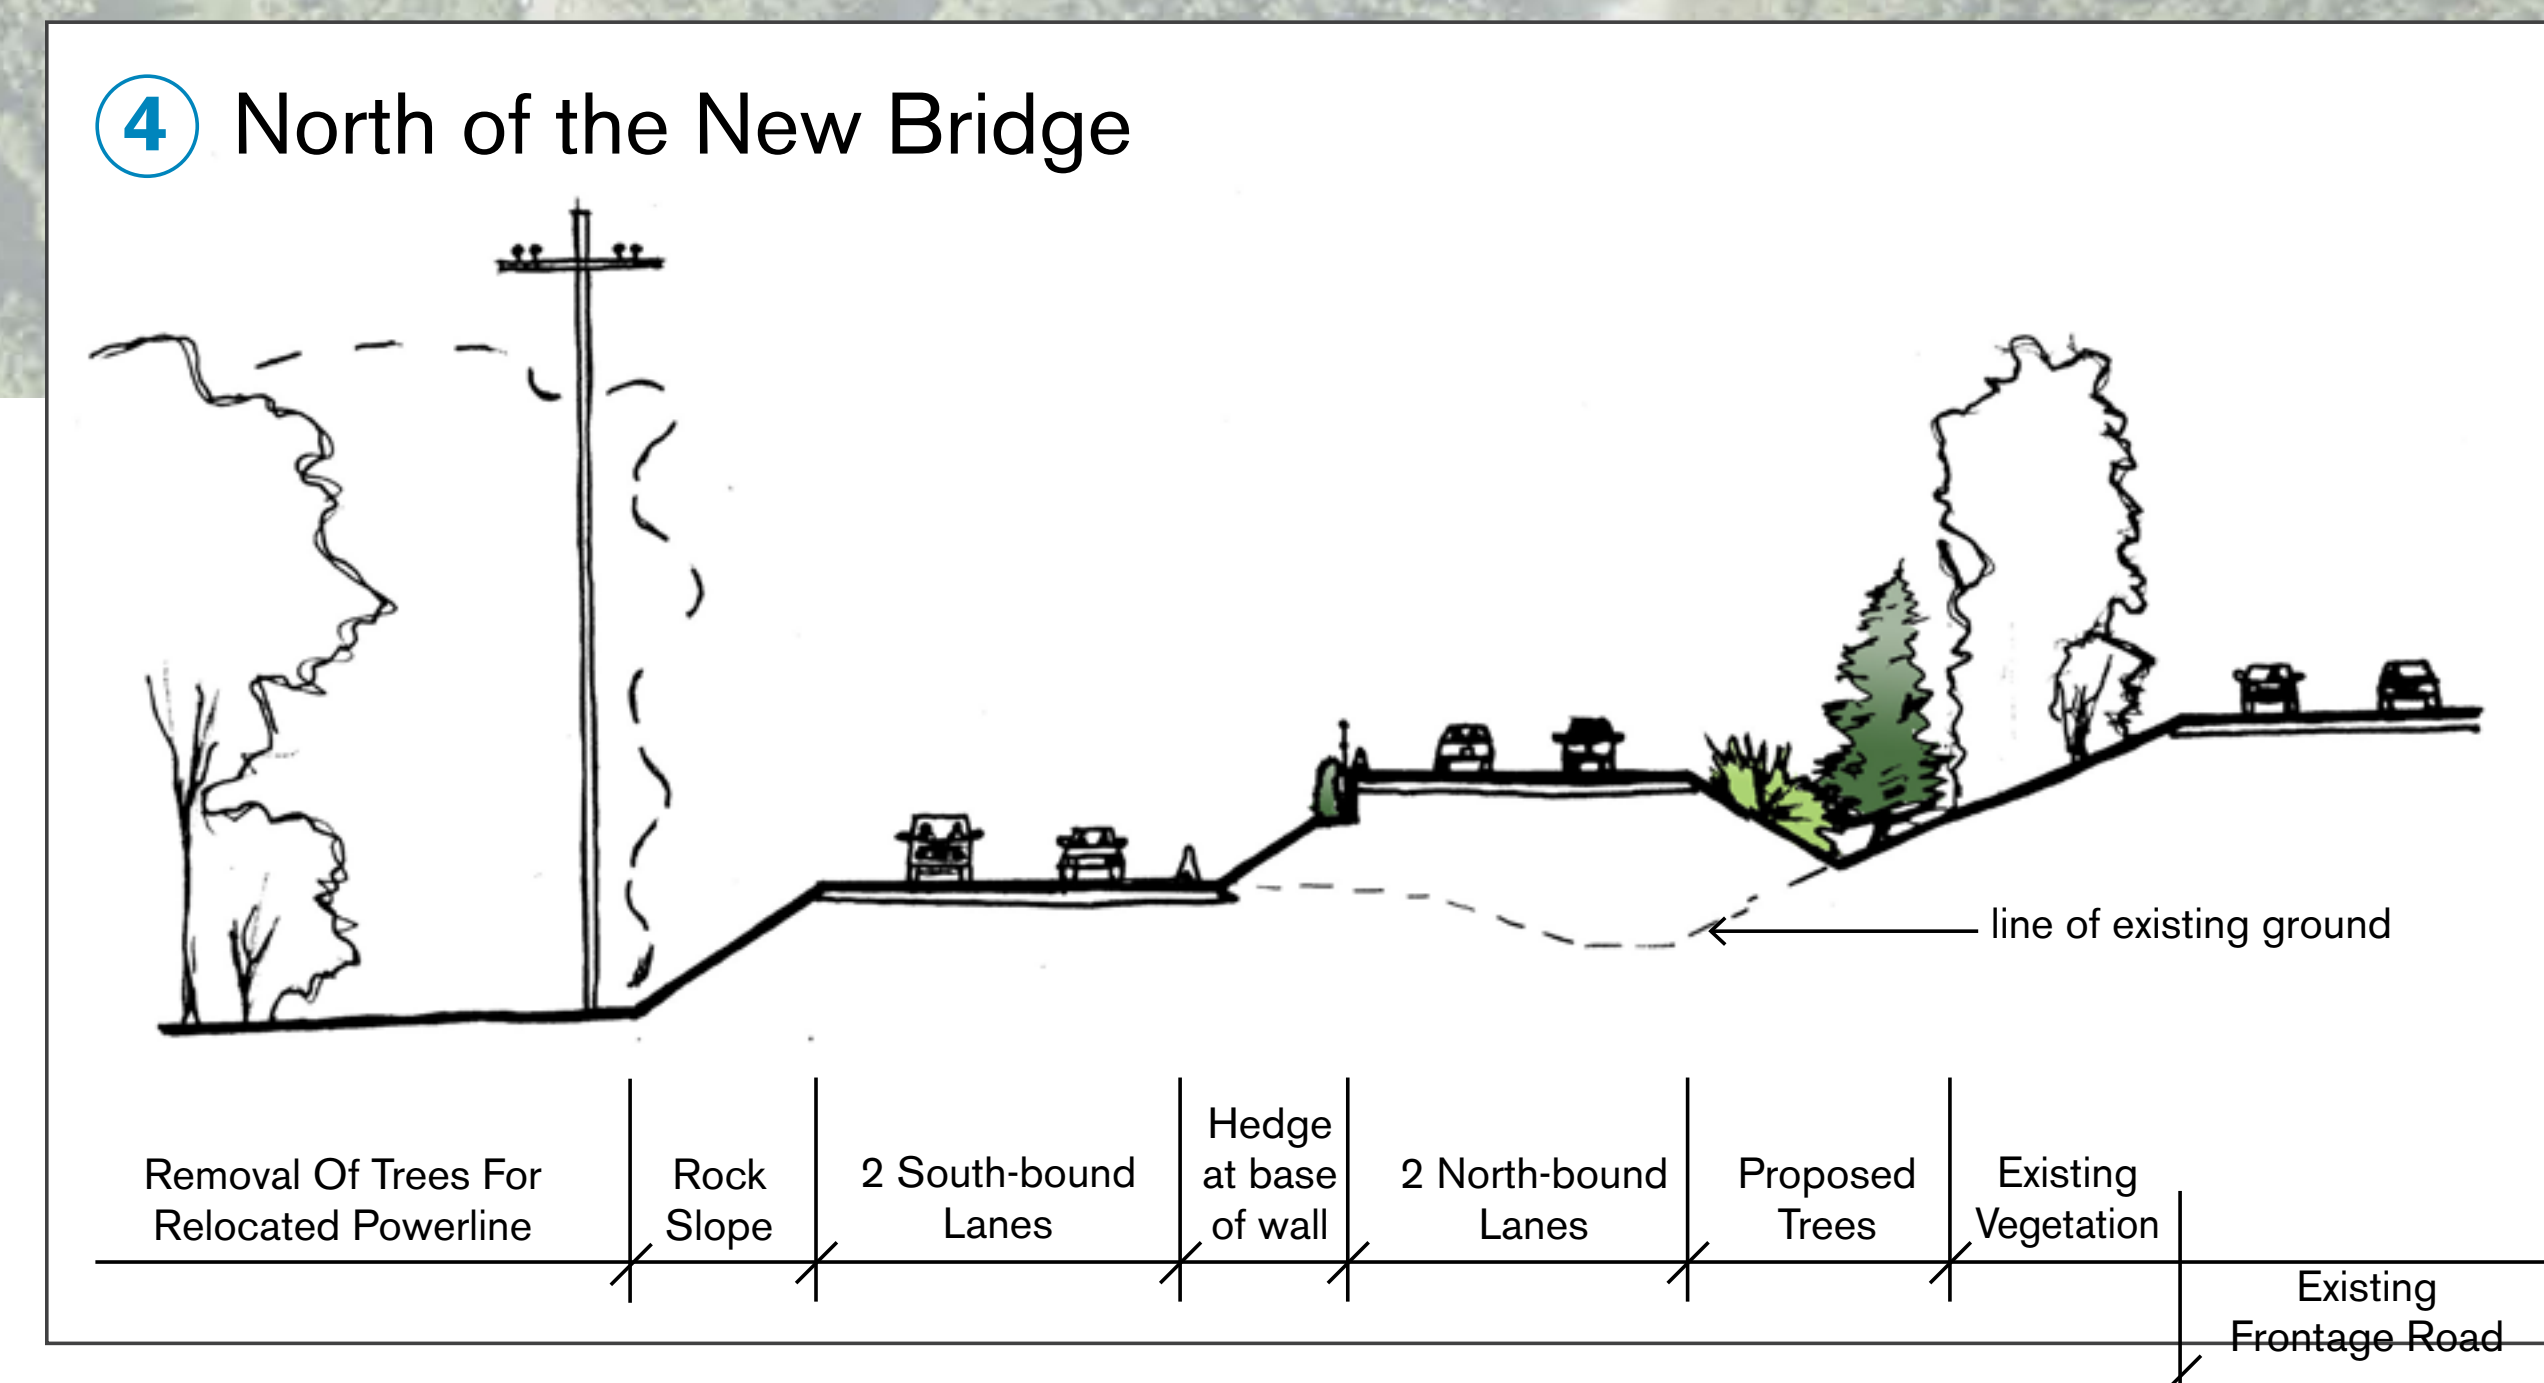 4 North of the New Bridge
line of existing ground
Removal Of Trees For
Relocated Powerline
Rock
Slope
2 South-bound
Lanes
Hedge
at base
of wall
2 North-bound
Lanes
Proposed
Trees
Existing
Vegetation
Existing
Frontage Road